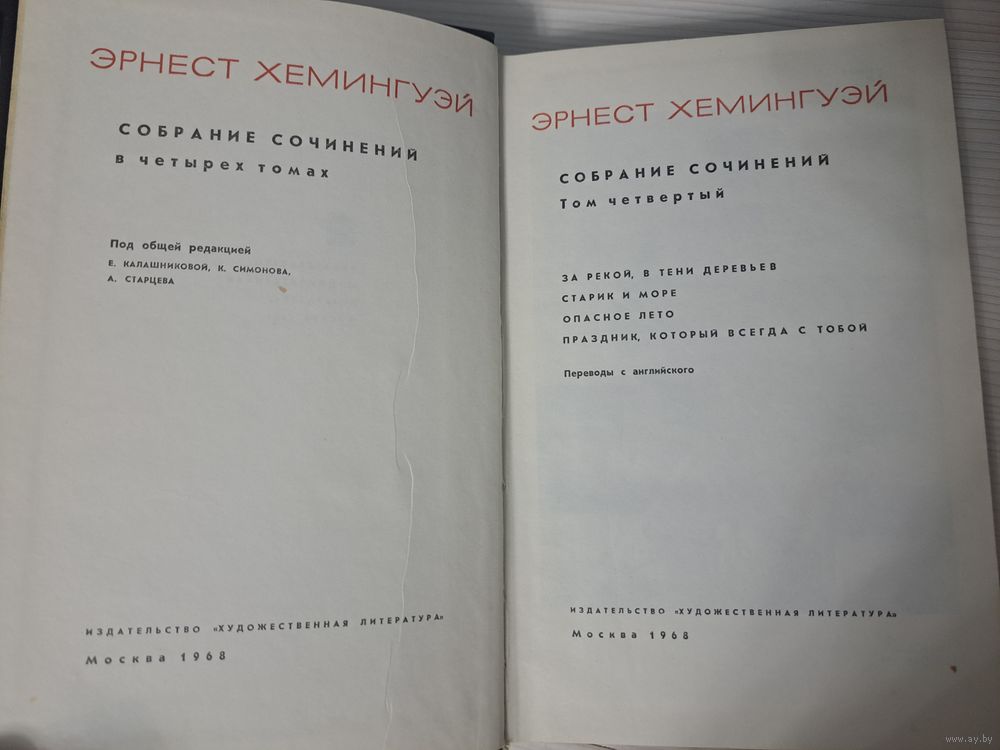 ЭРНЕСТ ХЕМИНГУЭЙ
СОБРАНИЕ СОЧИНЕНИЙ
в четырех томах
Под общей редакцией
Е. КАЛАШНИКОВОЙ, К. СИМОНОВА,
А. СТАРЦЕВА
ИЗДАТЕЛЬСТВО «ХУДОЖЕСТВЕННАЯ ЛИТЕРАТУРА»
Москва 1968
ЭРНЕСТ ХЕМИНГУЭЙ
СОБРАНИЕ СОЧИНЕНИЙ
Том четвертый
ЗА РЕКОЙ, В ТЕНИ ДЕРЕВЬЕВ
СТАРИК И МОРЕ
ОПАСНОЕ ЛЕТО
ПРАЗДНИК, КОТОРЫЙ ВСЕГДА С ТОБОЙ
Переводы с английского
ИЗДАТЕЛЬСТВО «ХУДОЖЕСТВЕННАЯ ЛИТЕРАТУРА»
Москва 1968
www.ay.by